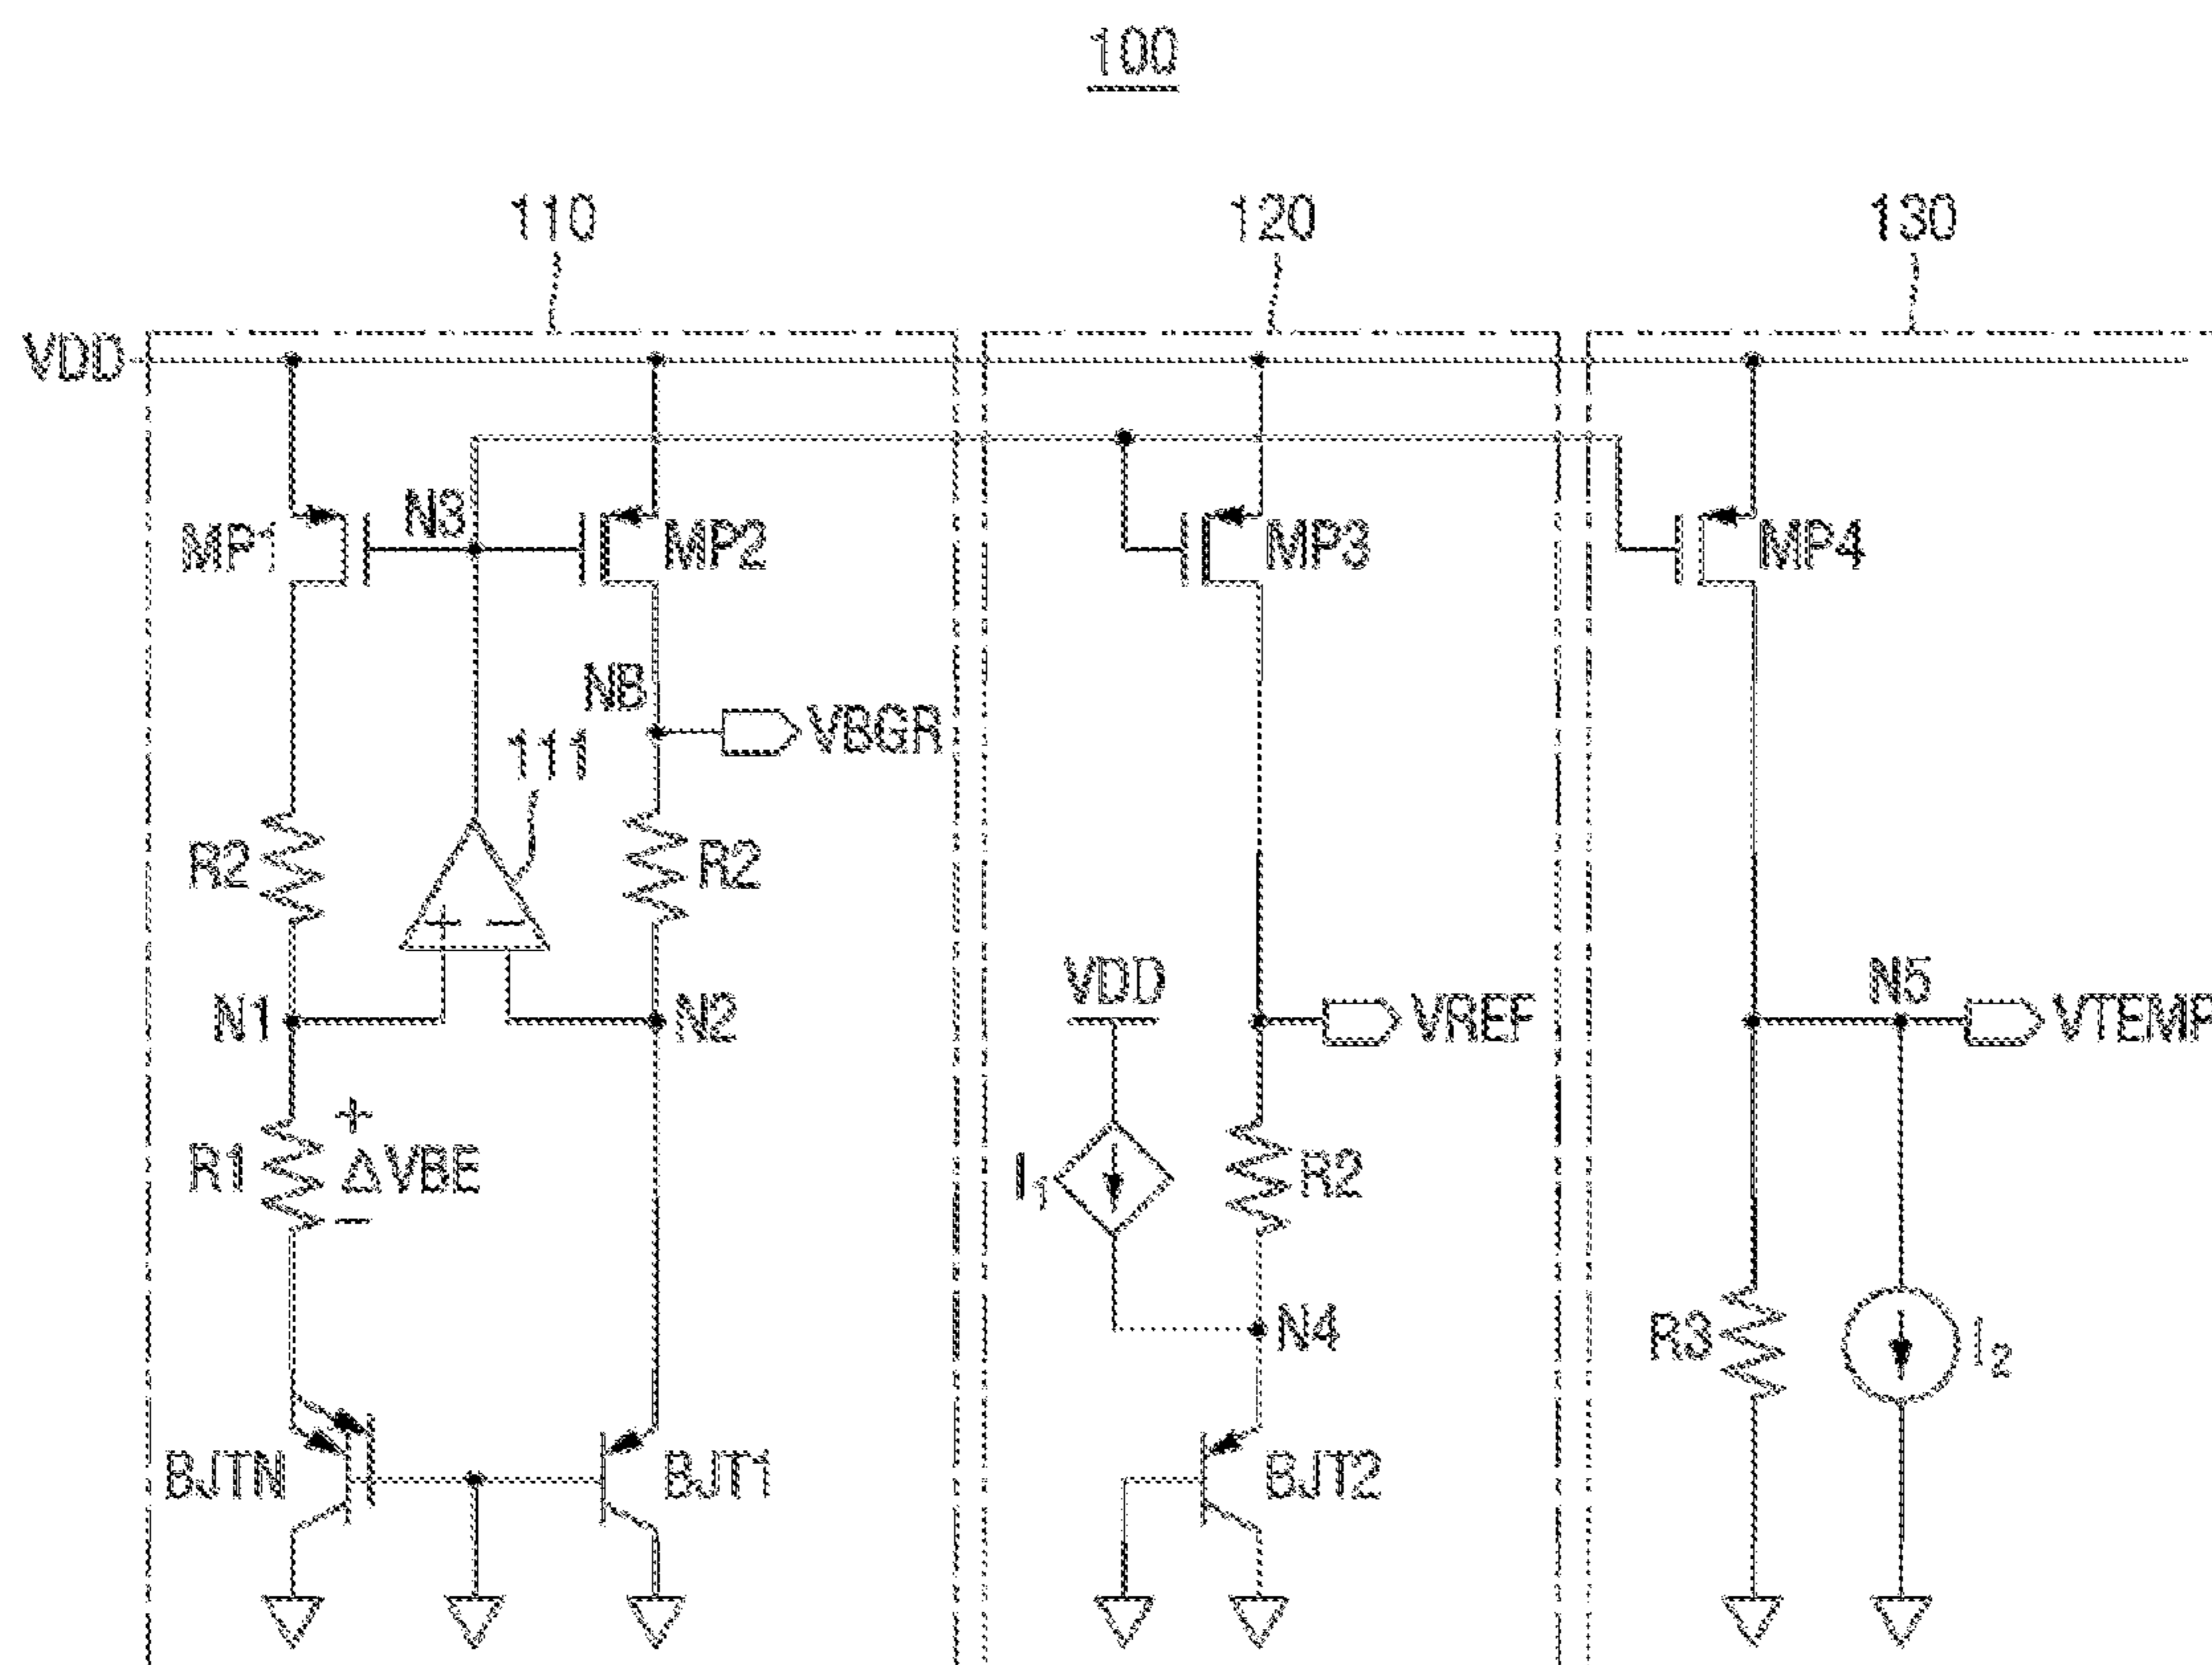 100
110
120
130
VDD
MP1
N3
MP2
MP3
MP4
NB
VBGR
111
R2
R2
+ −
N1
N2
VDD
VREF
N5
VTEMP
R1
+
ΔVBE
−
I1
R2
N4
R3
I2
BJTN
BJT1
BJT2